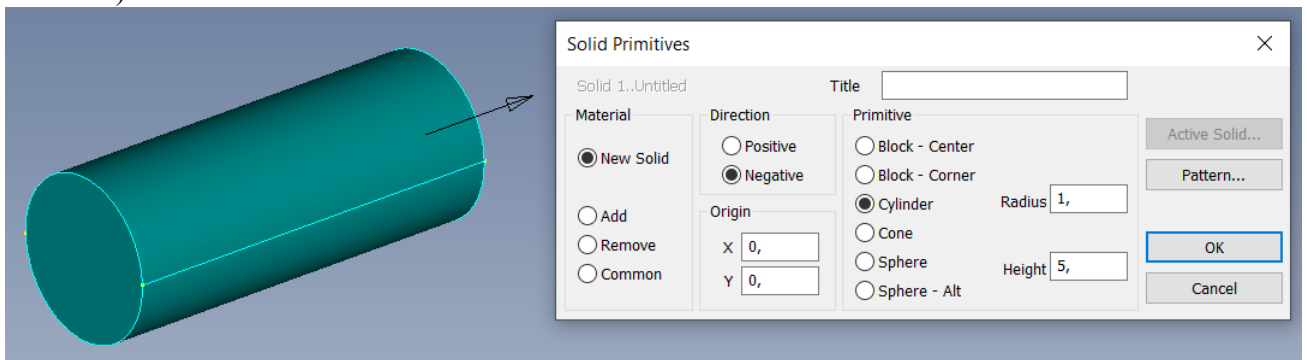 )
Solid Primitives
Solid 1..Untitled
Title
Material
New Solid
Add
Remove
Common
Direction
Positive
Negative
Origin
X 0,
Y 0,
Primitive
Block - Center
Block - Corner
Cylinder
Cone
Sphere
Sphere - Alt
Radius 1,
Height 5,
Active Solid...
Pattern...
OK
Cancel